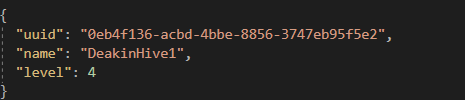 {
"uuid": "0eb4f136-acbd-4bbe-8856-3747eb95f5e2",
"name": "DeakinHive1",
"level": 4
}